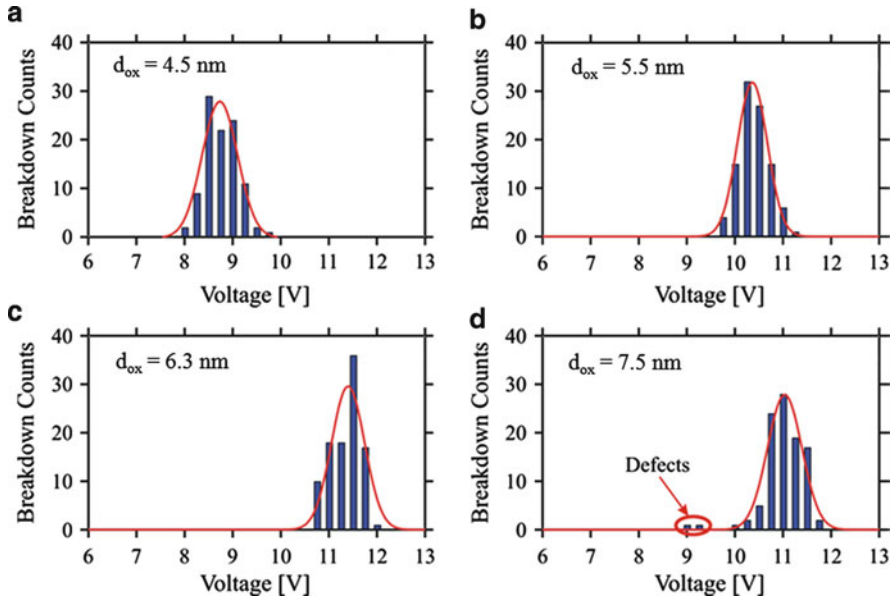 a
40
30
20
10
0
Breakdown Counts
dox = 4.5 nm
6 7 8 9 10 11 12 13
Voltage [V]
b
40
30
20
10
0
Breakdown Counts
dox = 5.5 nm
6 7 8 9 10 11 12 13
Voltage [V]
c
40
30
20
10
0
Breakdown Counts
dox = 6.3 nm
6 7 8 9 10 11 12 13
Voltage [V]
d
40
30
20
10
0
Breakdown Counts
dox = 7.5 nm
Defects
6 7 8 9 10 11 12 13
Voltage [V]